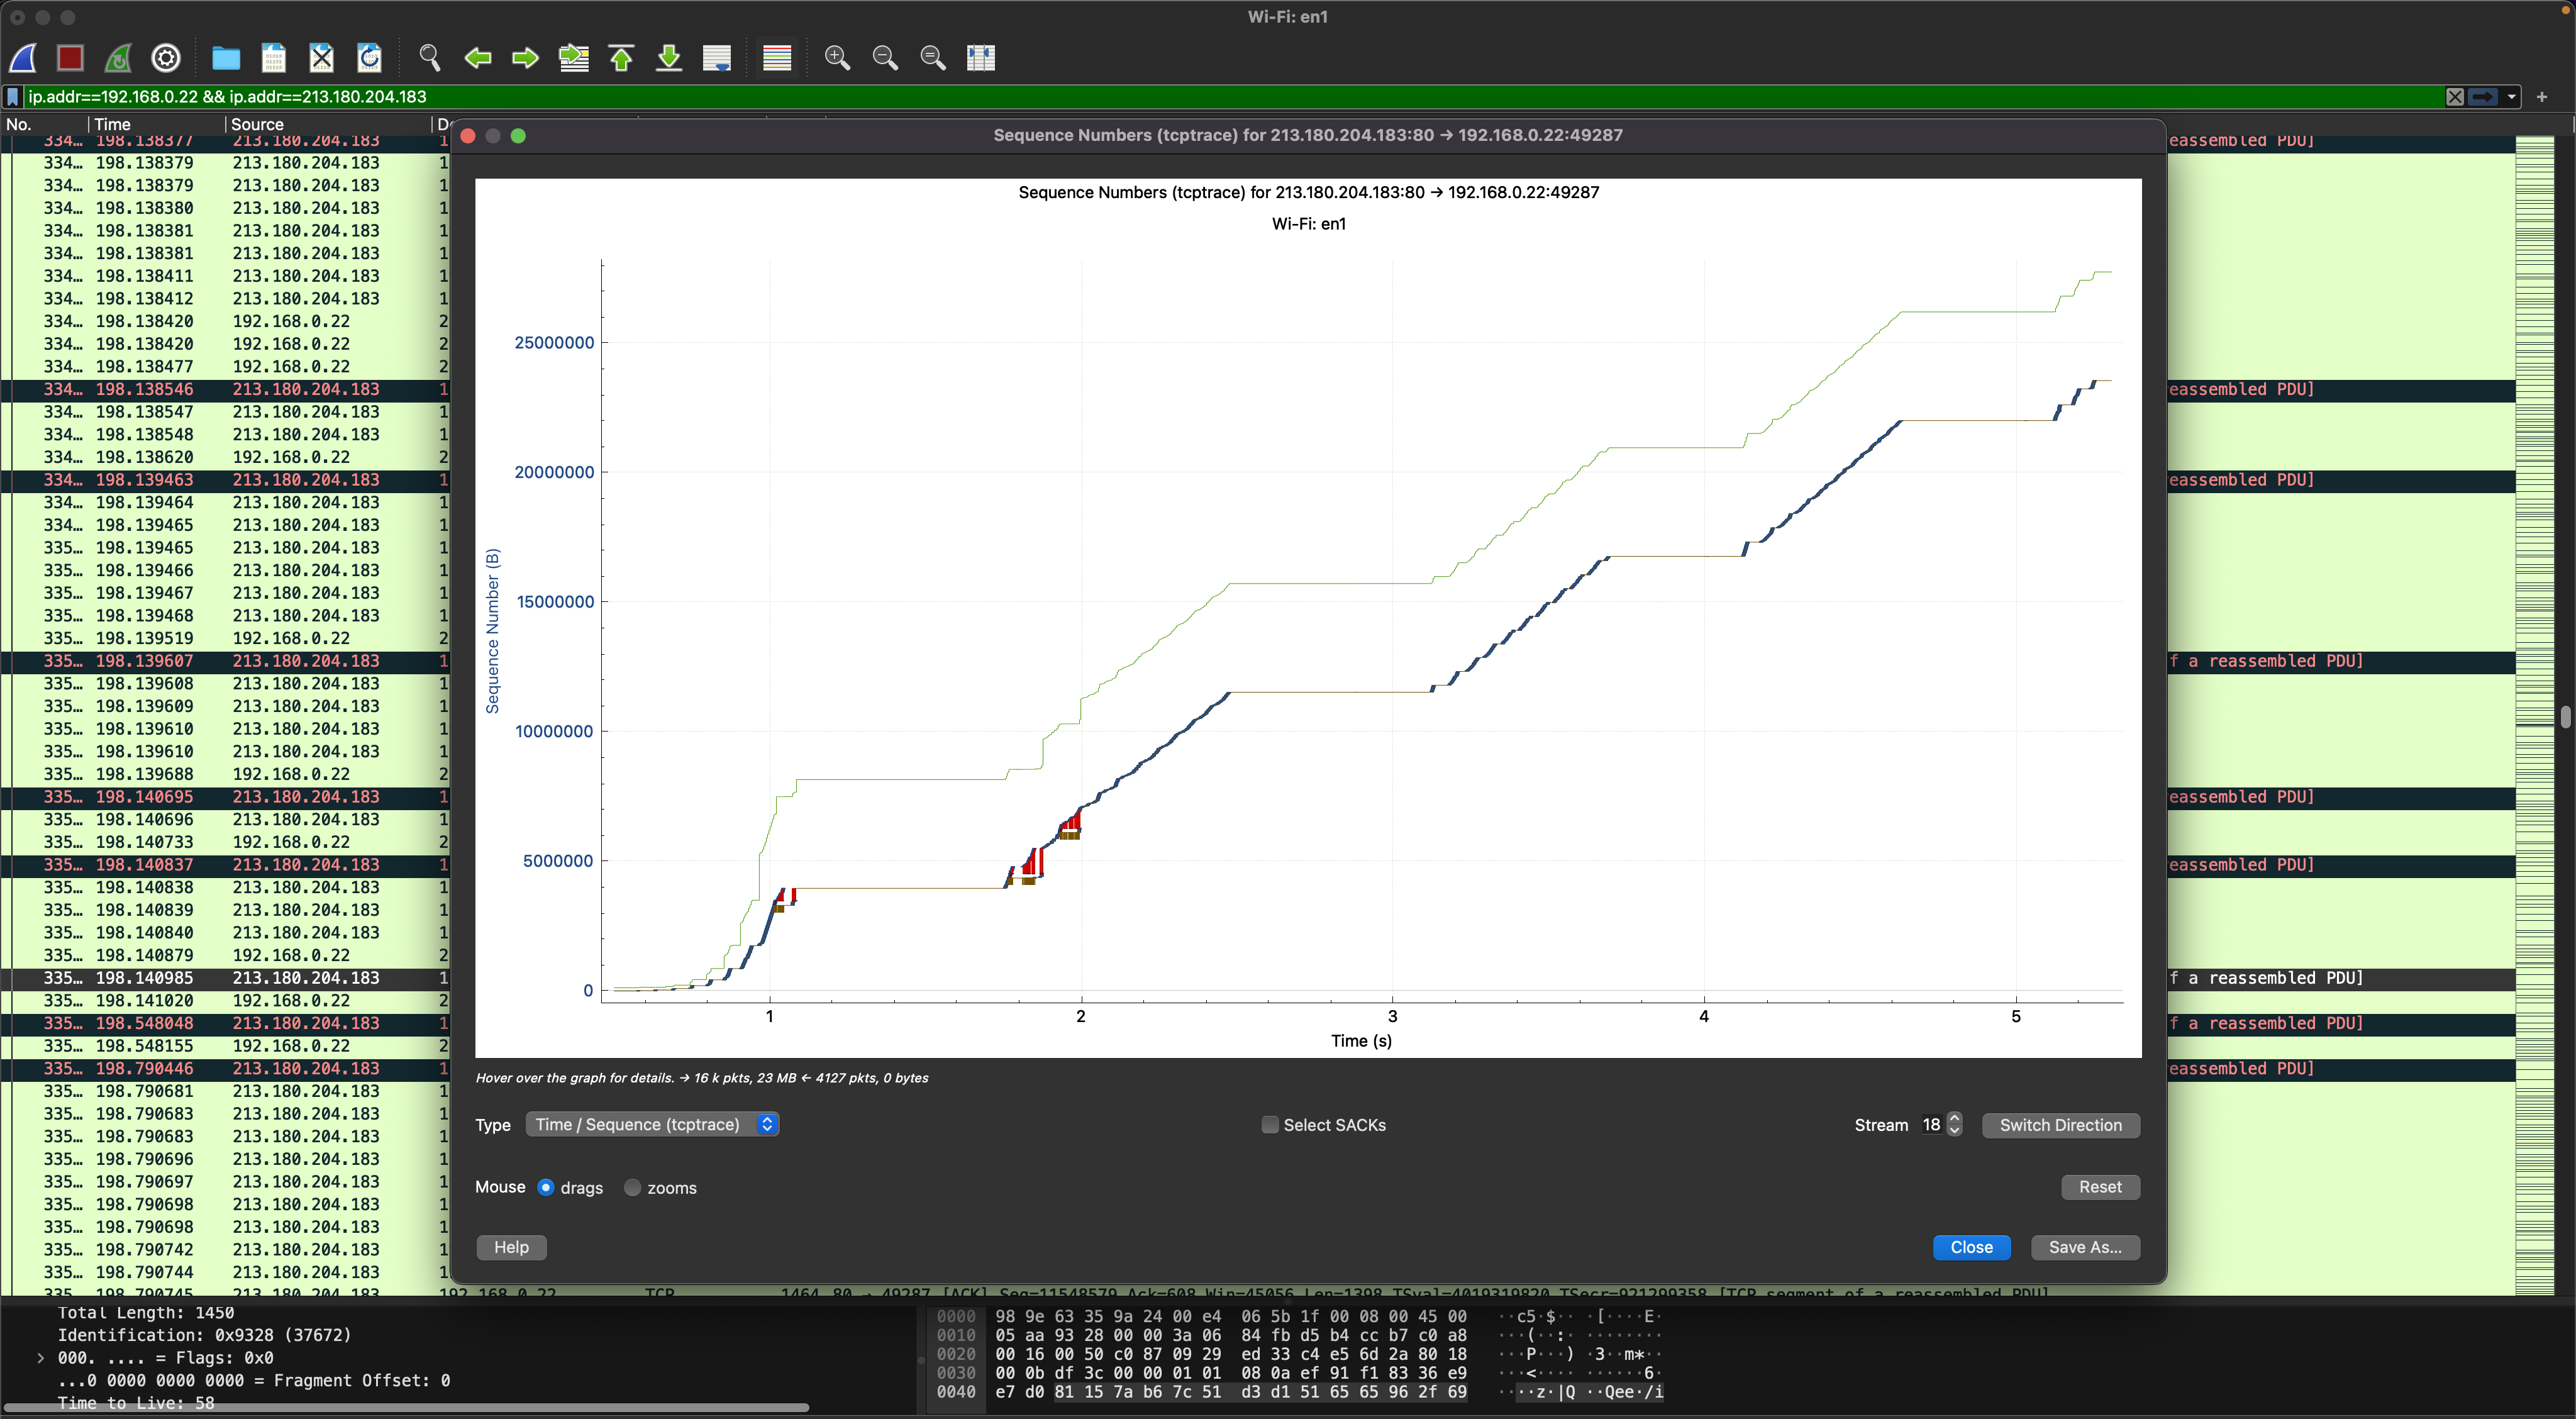 Wi-Fi: en1
ip.addr==192.168.0.22 && ip.addr==213.180.204.183
No. Time Source D
334… 198.138377 213.180.204.183 1 eassembled PDU]
334… 198.138379 213.180.204.183 1
334… 198.138379 213.180.204.183 1
334… 198.138380 213.180.204.183 1
334… 198.138381 213.180.204.183 1
334… 198.138381 213.180.204.183 1
334… 198.138411 213.180.204.183 1
334… 198.138412 213.180.204.183 1
334… 198.138420 192.168.0.22 2
334… 198.138420 192.168.0.22 2
334… 198.138477 192.168.0.22 2
334… 198.138546 213.180.204.183 1 eassembled PDU]
334… 198.138547 213.180.204.183 1
334… 198.138548 213.180.204.183 1
334… 198.138620 192.168.0.22 2
334… 198.139463 213.180.204.183 1 eassembled PDU]
334… 198.139464 213.180.204.183 1
334… 198.139465 213.180.204.183 1
335… 198.139465 213.180.204.183 1
335… 198.139466 213.180.204.183 1
335… 198.139467 213.180.204.183 1
335… 198.139468 213.180.204.183 1
335… 198.139519 192.168.0.22 2
335… 198.139607 213.180.204.183 1 f a reassembled PDU]
335… 198.139608 213.180.204.183 1
335… 198.139609 213.180.204.183 1
335… 198.139610 213.180.204.183 1
335… 198.139610 213.180.204.183 1
335… 198.139688 192.168.0.22 2
335… 198.140695 213.180.204.183 1 eassembled PDU]
335… 198.140696 213.180.204.183 1
335… 198.140733 192.168.0.22 2
335… 198.140837 213.180.204.183 1 eassembled PDU]
335… 198.140838 213.180.204.183 1
335… 198.140839 213.180.204.183 1
335… 198.140840 213.180.204.183 1
335… 198.140879 192.168.0.22 2
335… 198.140985 213.180.204.183 1 f a reassembled PDU]
335… 198.141020 192.168.0.22 2
335… 198.548048 213.180.204.183 1 f a reassembled PDU]
335… 198.548155 192.168.0.22 2
335… 198.790446 213.180.204.183 1 eassembled PDU]
335… 198.790681 213.180.204.183 1
335… 198.790683 213.180.204.183 1
335… 198.790683 213.180.204.183 1
335… 198.790696 213.180.204.183 1
335… 198.790697 213.180.204.183 1
335… 198.790698 213.180.204.183 1
335… 198.790698 213.180.204.183 1
335… 198.790742 213.180.204.183 1
335… 198.790744 213.180.204.183 1
335 198.790745 213.180.204.183 192.168.0.22 TCP 1464 80 → 49287 [ACK] Seq=11548579 Ack=608 Win=45056 Len=1398 TSval=4019319820 TSecr=921299358 [TCP segment of a reassembled PDU]
Sequence Numbers (tcptrace) for 213.180.204.183:80 → 192.168.0.22:49287
Sequence Numbers (tcptrace) for 213.180.204.183:80 → 192.168.0.22:49287
Wi-Fi: en1
Sequence Number (B)
25000000
20000000
15000000
10000000
5000000
0
1 2 3 4 5
Time (s)
Hover over the graph for details. → 16 k pkts, 23 MB ← 4127 pkts, 0 bytes
Type Time / Sequence (tcptrace) Select SACKs Stream 18 Switch Direction
Mouse drags zooms Reset
Help Close Save As…
Total Length: 1450
Identification: 0x9328 (37672)
000. .... = Flags: 0x0
...0 0000 0000 0000 = Fragment Offset: 0
Time to Live: 58
0000 98 9e 63 35 9a 24 00 e4 06 5b 1f 00 08 00 45 00 ··c5·$·· ·[····E·
0010 05 aa 93 28 00 00 3a 06 84 fb d5 b4 cc b7 c0 a8 ···(··:· ········
0020 00 16 00 50 c0 87 09 29 ed 33 c4 e5 6d 2a 80 18 ···P···) ·3··m*··
0030 00 0b df 3c 00 00 01 01 08 0a ef 91 f1 83 36 e9 ···<···· ······6·
0040 e7 d0 81 15 7a b6 7c 51 d3 d1 51 65 65 96 2f 69 ····z·|Q ··Qee·/i